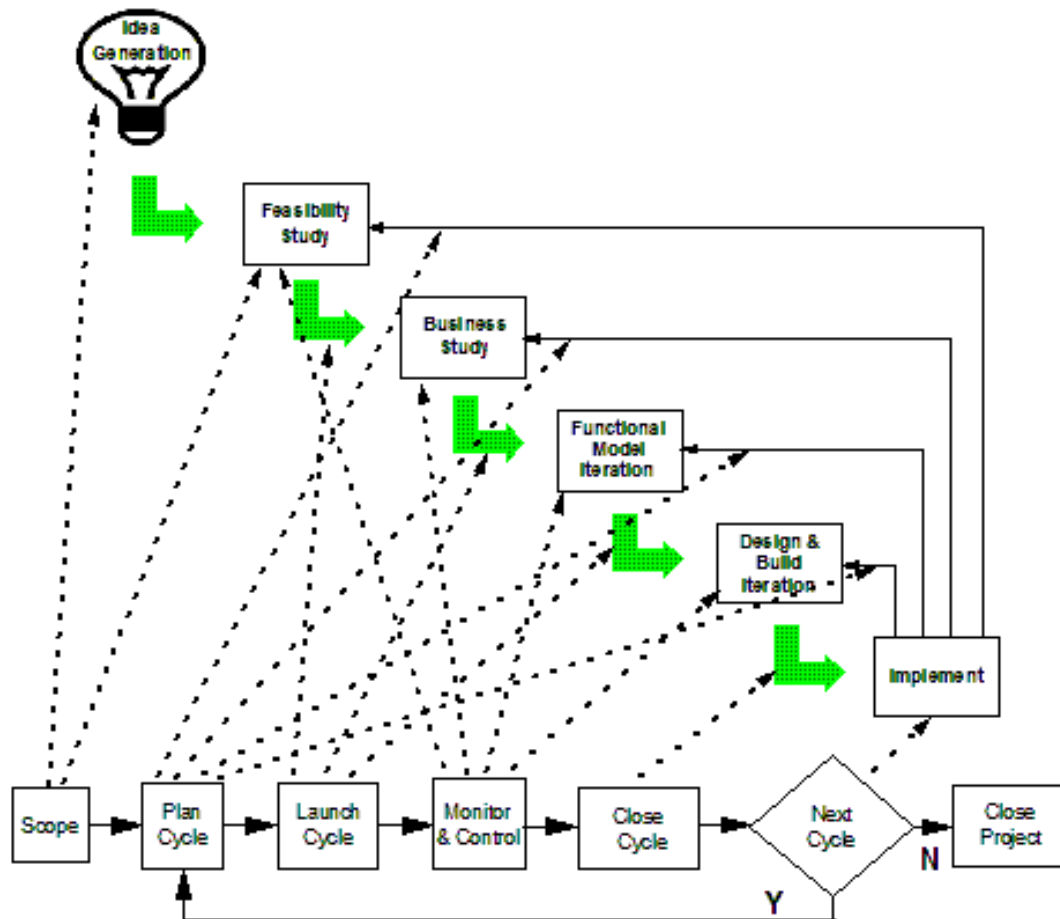 Idea
Generation
Feasibility
Study
Business
Study
Functional
Model
Iteration
Design &
Build
Iteration
Implement
Scope
Plan
Cycle
Launch
Cycle
Monitor
& Control
Close
Cycle
Next
Cycle
Close
Project
N
Y